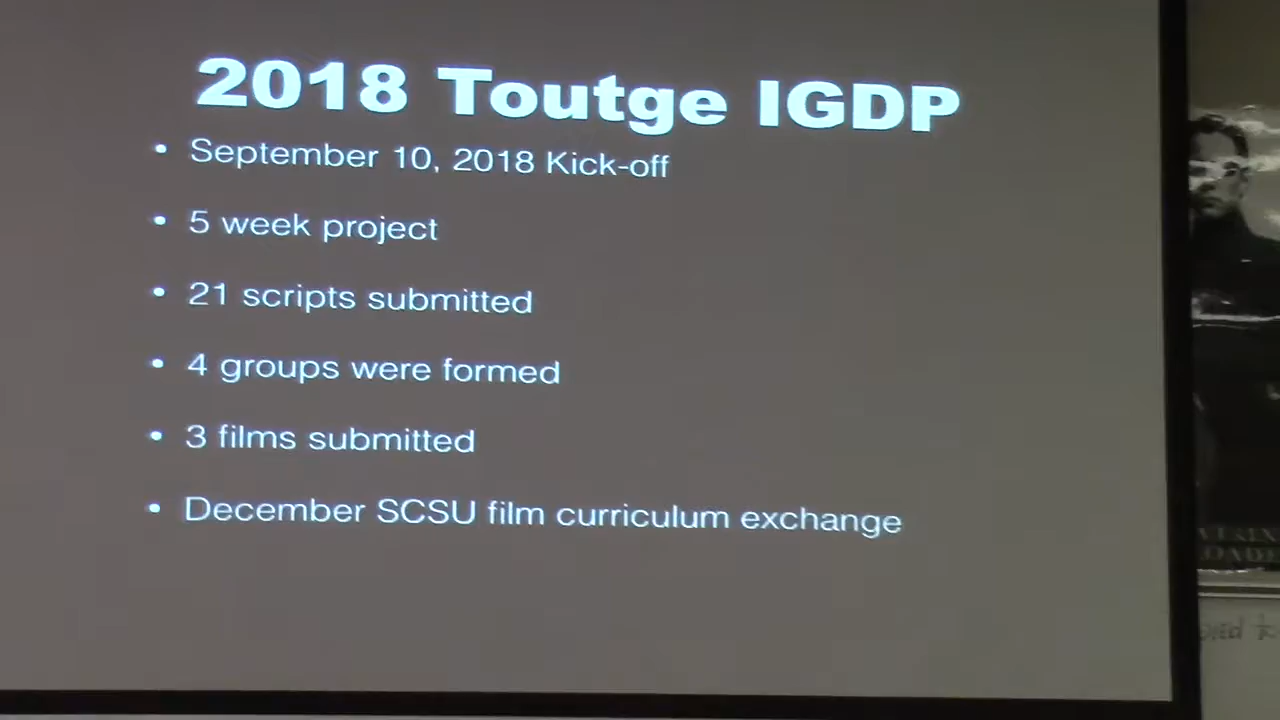 2018 Toutge IGDP
• September 10, 2018 Kick-off
• 5 week project
• 21 scripts submitted
• 4 groups were formed
• 3 films submitted
• December SCSU film curriculum exchange